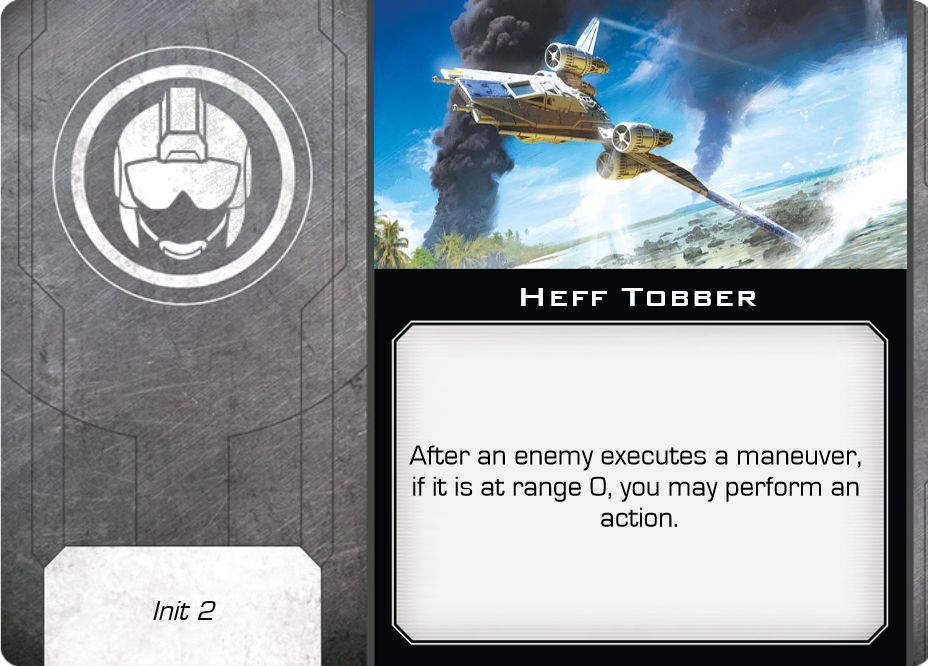 Heff Tobber
After an enemy executes a maneuver,
if it is at range 0, you may perform an
action.
Init 2